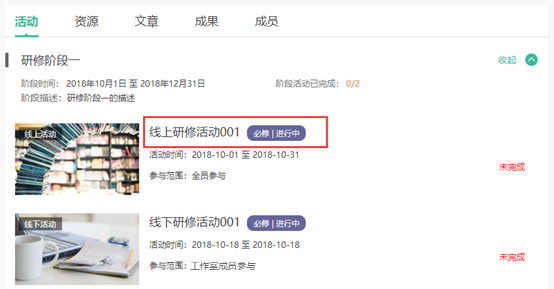 活动 资源 文章 成果 成员
研修阶段一 收起
阶段时间： 2018年10月1日 至 2018年12月31日 阶段活动已完成： 0/2
阶段描述：研修阶段一的描述
线上活动
线上研修活动001 必修 | 进行中
活动时间：2018-10-01 至 2018-10-31
参与范围：全员参与
未完成
线下活动
线下研修活动001 必修 | 进行中
活动时间：2018-10-18 至 2018-10-18
参与范围：工作室成员参与
未完成